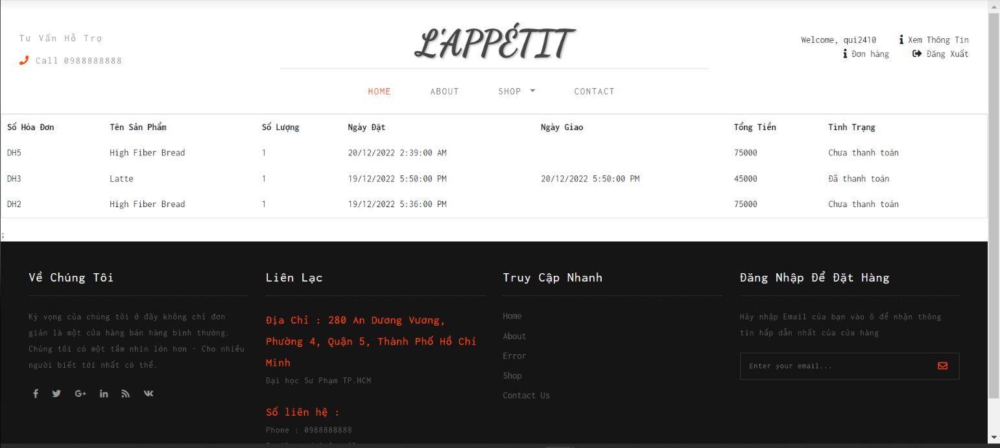 Tư Vấn Hỗ Trợ
Call 0988888888
L'APPÉTIT
Welcome, qui2410 Xem Thông Tin
Đơn hàng Đăng Xuất
HOME ABOUT SHOP CONTACT
Số Hóa Đơn Tên Sản Phẩm Số Lượng Ngày Đặt Ngày Giao Tổng Tiền Tình Trạng
DH5 High Fiber Bread 1 20/12/2022 2:39:00 AM 75000 Chưa thanh toán
DH3 Latte 1 19/12/2022 5:50:00 PM 20/12/2022 5:50:00 PM 45000 Đã thanh toán
DH2 High Fiber Bread 1 19/12/2022 5:36:00 PM 75000 Chưa thanh toán
;
Về Chúng Tôi
Kỳ vọng của chúng tôi ở đây không chỉ đơn
giản là một cửa hàng bán hàng bình thường.
Chúng tôi có một tầm nhìn lớn hơn - Cho nhiều
người biết tới nhất có thể.
Liên Lạc
Địa Chỉ : 280 An Dương Vương,
Phường 4, Quận 5, Thành Phố Hồ Chí
Minh
Đại học Sư Phạm TP.HCM
Số liên hệ :
Phone : 0988888888
Truy Cập Nhanh
Home
About
Error
Shop
Contact Us
Đăng Nhập Để Đặt Hàng
Hãy nhập Email của bạn vào ô để nhận thông
tin hấp dẫn nhất của cửa hàng
Enter your email...